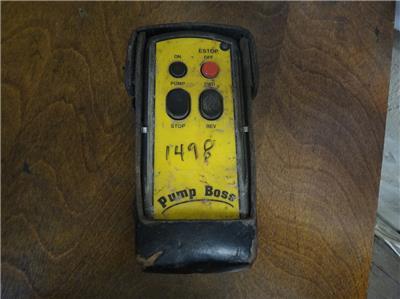 ESTOP
ON OFF
PUMP FWD
STOP REV
1498
Pump Boss